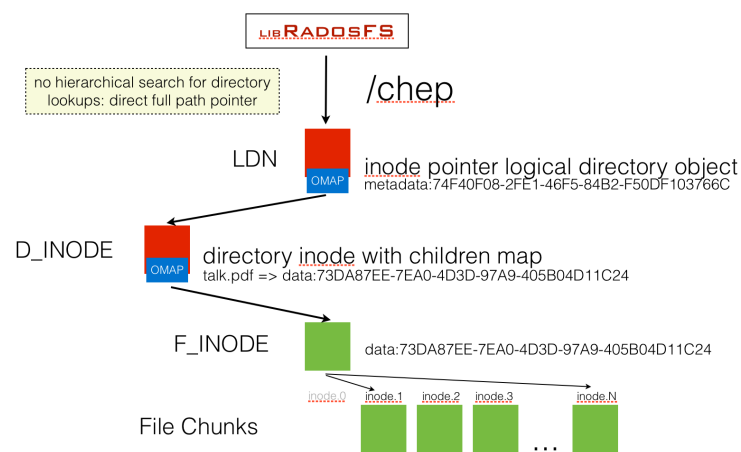 LIBRADOSFS
no hierarchical search for directory
lookups: direct full path pointer
/chep
LDN
OMAP
inode pointer logical directory object
metadata:74F40F08-2FE1-46F5-84B2-F50DF103766C
D_INODE
OMAP
directory inode with children map
talk.pdf => data:73DA87EE-7EA0-4D3D-97A9-405B04D11C24
F_INODE
data:73DA87EE-7EA0-4D3D-97A9-405B04D11C24
inode.0 inode.1 inode.2 inode.3 inode.N
File Chunks
...